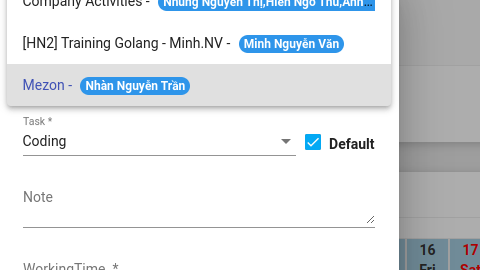 Company Activities - Nhung Nguyễn Thị,Hiền Ngô Thu,Anh...
[HN2] Training Golang - Minh.NV - Minh Nguyễn Văn
Mezon - Nhàn Nguyễn Trần
Task *
Coding
Default
Note
16 17
Fri Sat
WorkingTime *